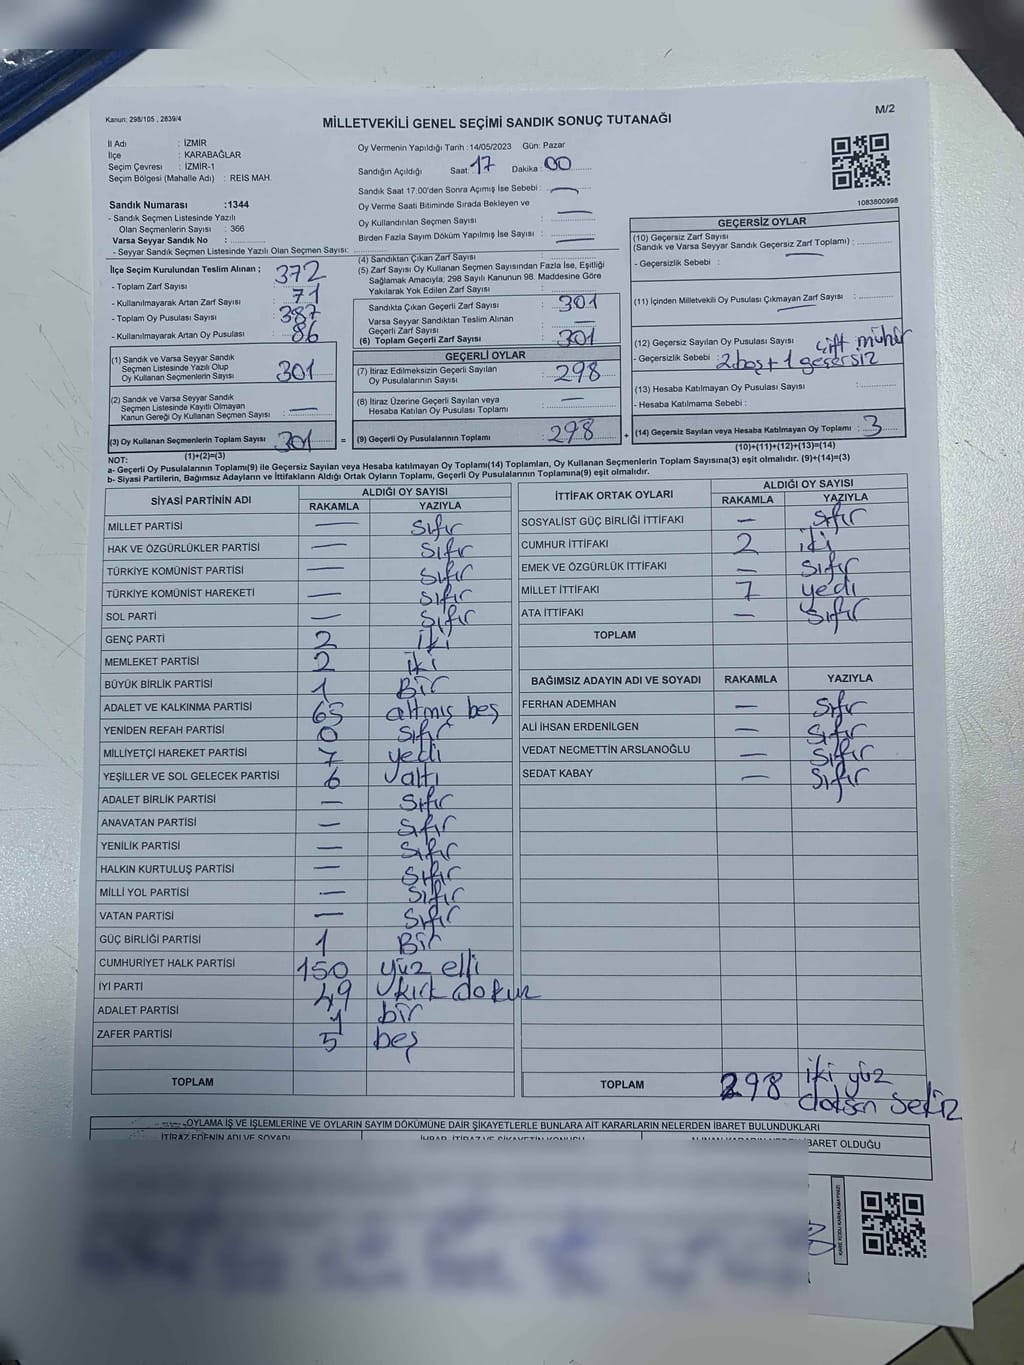 Kanun: 298/105 , 2839/4
M/2
MİLLETVEKİLİ GENEL SEÇİMİ SANDIK SONUÇ TUTANAĞI
İl Adı : İZMİR
İlçe : KARABAĞLAR
Seçim Çevresi : İZMİR-1
Seçim Bölgesi (Mahalle Adı) : REIS MAH.
Oy Vermenin Yapıldığı Tarih :14/05/2023 Gün: Pazar
Sandığın Açıldığı Saat: 17 Dakika : 00
Sandık Saat 17:00'den Sonra Açımış İse Sebebi : —
Oy Verme Saati Bitiminde Sırada Bekleyen ve
Oy Kullandırılan Seçmen Sayısı : —
Birden Fazla Sayım Döküm Yapılmış İse Sayısı : —
1083800998
Sandık Numarası :1344
- Sandık Seçmen Listesinde Yazılı
Olan Seçmenlerin Sayısı : 366
Varsa Seyyar Sandık No :
- Seyyar Sandık Seçmen Listesinde Yazılı Olan Seçmen Sayısı:
İlçe Seçim Kurulundan Teslim Alınan ;
- Toplam Zarf Sayısı 372
- Kullanılmayarak Artan Zarf Sayısı 71
- Toplam Oy Pusulası Sayısı 387
- Kullanılmayarak Artan Oy Pusulası 86
(1) Sandık ve Varsa Seyyar Sandık
Seçmen Listesinde Yazılı Olup
Oy Kullanan Seçmenlerin Sayısı 301
(2) Sandık ve Varsa Seyyar Sandık
Seçmen Listesinde Kayıtlı Olmayan
Kanun Gereği Oy Kullanan Seçmen Sayısı : —
(3) Oy Kullanan Seçmenlerin Toplam Sayısı 301 =
(1)+(2)=(3)
(4) Sandıktan Çıkan Zarf Sayısı :
(5) Zarf Sayısı Oy Kullanan Seçmen Sayısından Fazla İse, Eşitliği
Sağlamak Amacıyla; 298 Sayılı Kanunun 98. Maddesine Göre
Yakılarak Yok Edilen Zarf Sayısı :
Sandıkta Çıkan Geçerli Zarf Sayısı : 301
Varsa Seyyar Sandıktan Teslim Alınan
Geçerli Zarf Sayısı : —
(6) Toplam Geçerli Zarf Sayısı : 301
GEÇERLİ OYLAR
(7) İtiraz Edilmeksizin Geçerli Sayılan
Oy Pusulalarının Sayısı : 298
(8) İtiraz Üzerine Geçerli Sayılan veya
Hesaba Katılan Oy Pusulası Toplamı : —
(9) Geçerli Oy Pusulalarının Toplamı : 298 +
GEÇERSİZ OYLAR
(10) Geçersiz Zarf Sayısı
(Sandık ve Varsa Seyyar Sandık Geçersiz Zarf Toplamı) :
- Geçersizlik Sebebi : —
(11) İçinden Milletvekili Oy Pusulası Çıkmayan Zarf Sayısı : —
(12) Geçersiz Sayılan Oy Pusulası Sayısı : çift mühür
- Geçersizlik Sebebi : 2 boş + 1 geçersiz
(13) Hesaba Katılmayan Oy Pusulası Sayısı :
- Hesaba Katılmama Sebebi :
(14) Geçersiz Sayılan veya Hesaba Katılmayan Oy Toplamı : 3
(10)+(11)+(12)+(13)=(14)
NOT:
a- Geçerli Oy Pusulalarının Toplamı(9) ile Geçersiz Sayılan veya Hesaba katılmayan Oy Toplamı(14) Toplamları, Oy Kullanan Seçmenlerin Toplam Sayısına(3) eşit olmalıdır. (9)+(14)=(3)
b- Siyasi Partilerin, Bağımsız Adayların ve İttifakların Aldığı Ortak Oyların Toplamı, Geçerli Oy Pusulalarının Toplamına(9) eşit olmalıdır.
SİYASİ PARTİNİN ADI ALDIĞI OY SAYISI
RAKAMLA YAZIYLA
MİLLET PARTİSİ — Sıfır
HAK VE ÖZGÜRLÜKLER PARTİSİ — Sıfır
TÜRKİYE KOMÜNİST PARTİSİ — Sıfır
TÜRKİYE KOMÜNİST HAREKETİ — Sıfır
SOL PARTİ — Sıfır
GENÇ PARTİ 2 iki
MEMLEKET PARTİSİ 2 iki
BÜYÜK BİRLİK PARTİSİ 1 Bir
ADALET VE KALKINMA PARTİSİ 65 altmış beş
YENİDEN REFAH PARTİSİ 0 sıfır
MİLLİYETÇİ HAREKET PARTİSİ 7 yedi
YEŞİLLER VE SOL GELECEK PARTİSİ 6 altı
ADALET BİRLİK PARTİSİ — Sıfır
ANAVATAN PARTİSİ — Sıfır
YENİLİK PARTİSİ — Sıfır
HALKIN KURTULUŞ PARTİSİ — Sıfır
MİLLİ YOL PARTİSİ — Sıfır
VATAN PARTİSİ — Sıfır
GÜÇ BİRLİĞİ PARTİSİ 1 Bir
CUMHURİYET HALK PARTİSİ 150 yüz elli
İYİ PARTİ 49 kırk dokuz
ADALET PARTİSİ 1 bir
ZAFER PARTİSİ 5 beş
TOPLAM
İTTİFAK ORTAK OYLARI ALDIĞI OY SAYISI
RAKAMLA YAZIYLA
SOSYALİST GÜÇ BİRLİĞİ İTTİFAKI — sıfır
CUMHUR İTTİFAKI 2 iki
EMEK VE ÖZGÜRLÜK İTTİFAKI — Sıfır
MİLLET İTTİFAKI 7 yedi
ATA İTTİFAKI — Sıfır
TOPLAM
BAĞIMSIZ ADAYIN ADI VE SOYADI RAKAMLA YAZIYLA
FERHAN ADEMHAN — Sıfır
ALİ İHSAN ERDENİLGEN — Sıfır
VEDAT NECMETTİN ARSLANOĞLU — Sıfır
SEDAT KABAY — Sıfır
TOPLAM 298 iki yüz
doksan sekiz
OYLAMA İŞ VE İŞLEMLERİNE VE OYLARIN SAYIM DÖKÜMÜNE DAİR ŞİKAYETLERLE BUNLARA AİT KARARLARIN NELERDEN İBARET BULUNDUKLARI
İTİRAZ EDENİN ADI VE SOYADI
BARET OLDUĞU